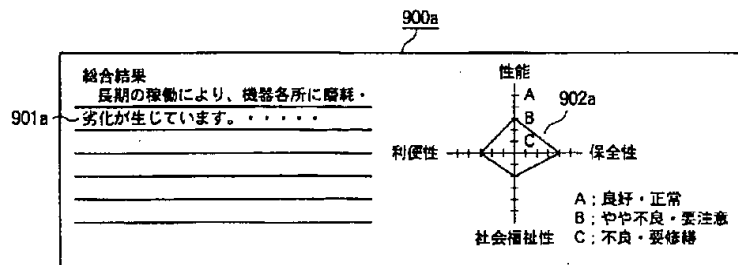 900a
総合結果
長期の稼働により、機器各所に磨耗・
901a
劣化が生じています。・・・・・
性能
A
B
C
902a
利便性
保全性
社会福祉性
A;良好・正常
B;やや不良・要注意
C;不良・要修繕